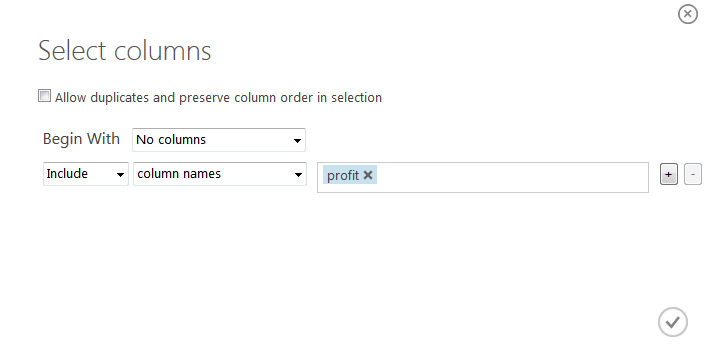 Select columns
Allow duplicates and preserve column order in selection
Begin With No columns
Include column names profit + -